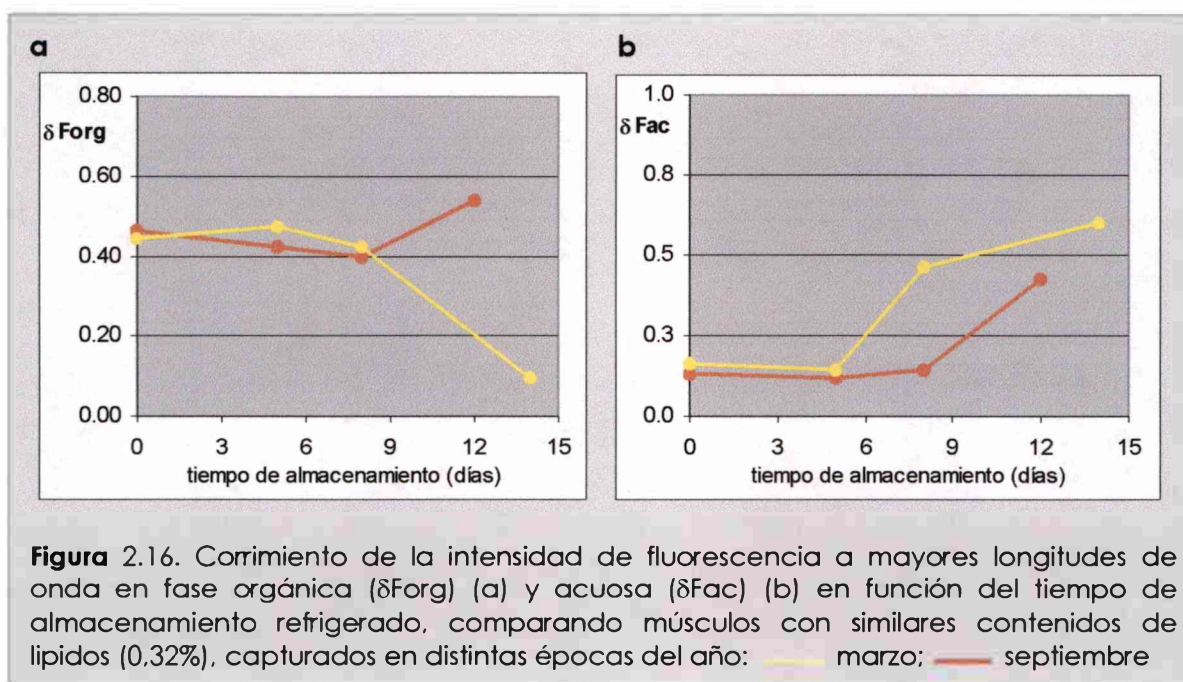 a
b
0.80
δ Forg
0.60
0.40
0.20
0.00
0 3 6 9 12 15
tiempo de almacenamiento (días)
1.0
δ Fac
0.8
0.5
0.3
0.0
0 3 6 9 12 15
tiempo de almacenamiento (días)
Figura 2.16. Corrimiento de la intensidad de fluorescencia a mayores longitudes de
onda en fase orgánica (δForg) (a) y acuosa (δFac) (b) en función del tiempo de
almacenamiento refrigerado, comparando músculos con similares contenidos de
lipidos (0,32%), capturados en distintas épocas del año: marzo; septiembre